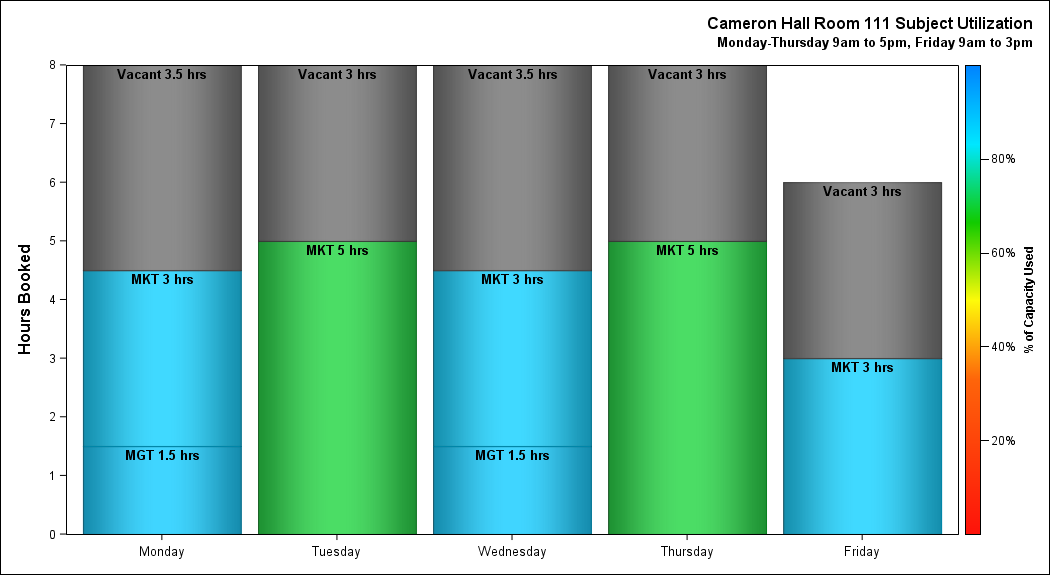 Cameron Hall Room 111 Subject Utilization
Monday-Thursday 9am to 5pm, Friday 9am to 3pm
Hours Booked
8
7
6
5
4
3
2
1
0
Vacant 3.5 hrs
MKT 3 hrs
MGT 1.5 hrs
Vacant 3 hrs
MKT 5 hrs
Vacant 3.5 hrs
MKT 3 hrs
MGT 1.5 hrs
Vacant 3 hrs
MKT 5 hrs
Vacant 3 hrs
MKT 3 hrs
Monday
Tuesday
Wednesday
Thursday
Friday
80%
60%
40%
20%
% of Capacity Used